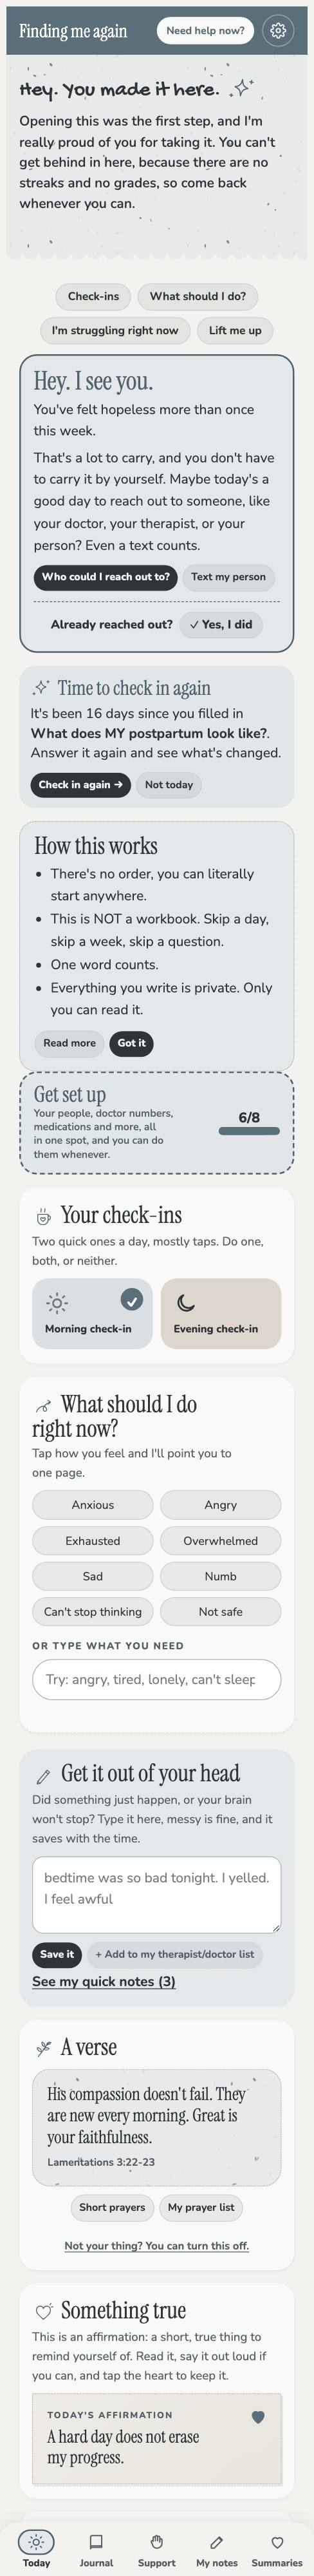 Finding me again
Need help now?
Hey. You made it here.
Opening this was the first step, and I'm
really proud of you for taking it. You can't
get behind in here, because there are no
streaks and no grades, so come back
whenever you can.
Check-ins
What should I do?
I'm struggling right now
Lift me up
Hey. I see you.
You've felt hopeless more than once
this week.
That's a lot to carry, and you don't have
to carry it by yourself. Maybe today's a
good day to reach out to someone, like
your doctor, your therapist, or your
person? Even a text counts.
Who could I reach out to?
Text my person
Already reached out?
✓ Yes, I did
Time to check in again
It's been 16 days since you filled in
What does MY postpartum look like?.
Answer it again and see what's changed.
Check in again →
Not today
How this works
• There's no order, you can literally
start anywhere.
• This is NOT a workbook. Skip a day,
skip a week, skip a question.
• One word counts.
• Everything you write is private. Only
you can read it.
Read more
Got it
Get set up
Your people, doctor numbers,
medications and more, all
in one spot, and you can do
them whenever.
6/8
Your check-ins
Two quick ones a day, mostly taps. Do one,
both, or neither.
Morning check-in
Evening check-in
What should I do
right now?
Tap how you feel and I'll point you to
one page.
Anxious
Angry
Exhausted
Overwhelmed
Sad
Numb
Can't stop thinking
Not safe
OR TYPE WHAT YOU NEED
Try: angry, tired, lonely, can't sleep
Get it out of your head
Did something just happen, or your brain
won't stop? Type it here, messy is fine, and it
saves with the time.
bedtime was so bad tonight. I yelled.
I feel awful
Save it
+ Add to my therapist/doctor list
See my quick notes (3)
A verse
His compassion doesn't fail. They
are new every morning. Great is
your faithfulness.
Lamentations 3:22-23
Short prayers
My prayer list
Not your thing? You can turn this off.
Something true
This is an affirmation: a short, true thing to
remind yourself of. Read it, say it out loud if
you can, and tap the heart to keep it.
TODAY'S AFFIRMATION
A hard day does not erase
my progress.
Today
Journal
Support
My notes
Summaries